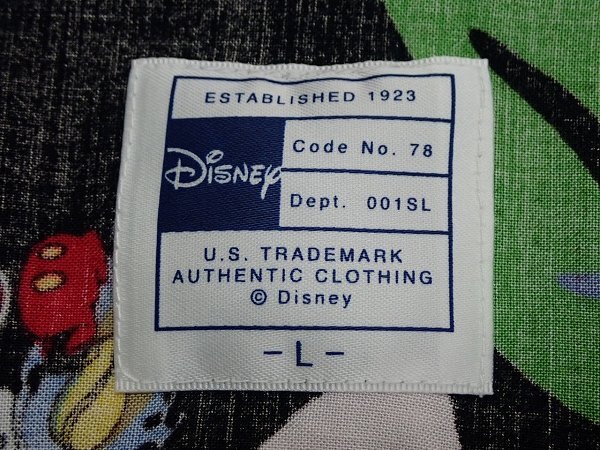 ESTABLISHED 1923
Disney
Code No. 78
Dept. 001SL
U.S. TRADEMARK
AUTHENTIC CLOTHING
© Disney
-L-